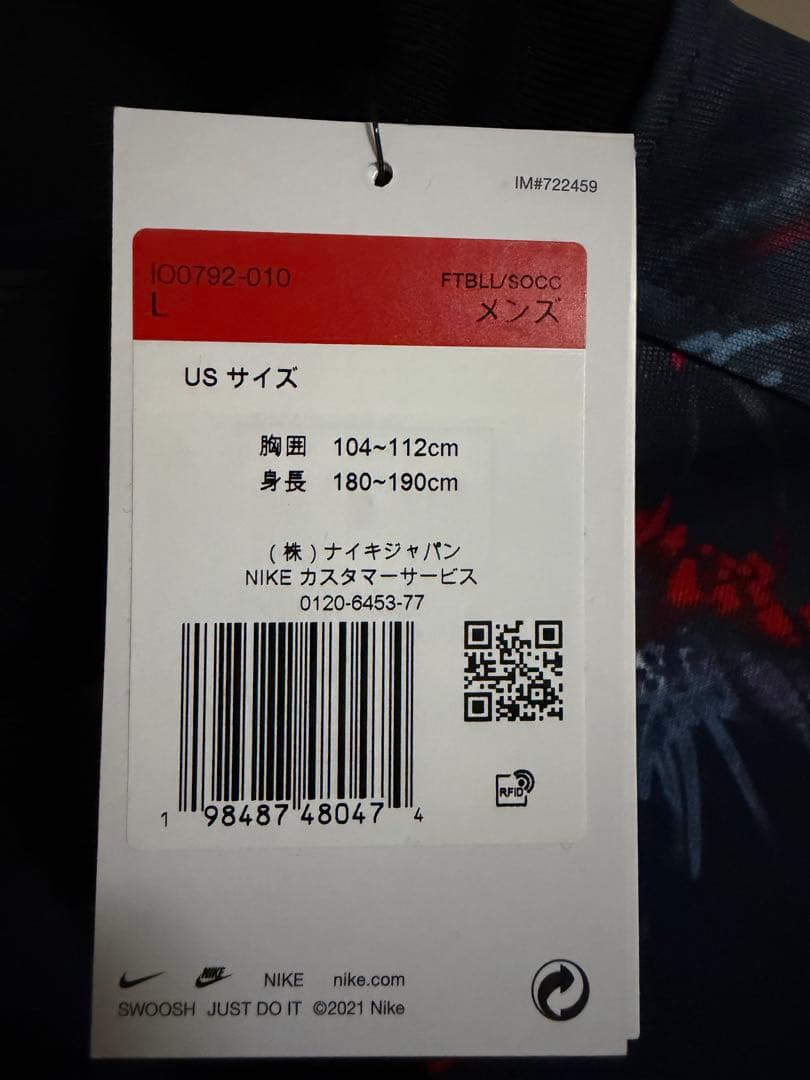 IM#722459
IO0792-010 FTBLL/SOCC
L メンズ
US サイズ
胸囲 104~112cm
身長 180~190cm
(株)ナイキジャパン
NIKE カスタマーサービス
0120-6453-77
RFID
1 98487 48047 4
NIKE NIKE nike.com
SWOOSH JUST DO IT ©2021 Nike